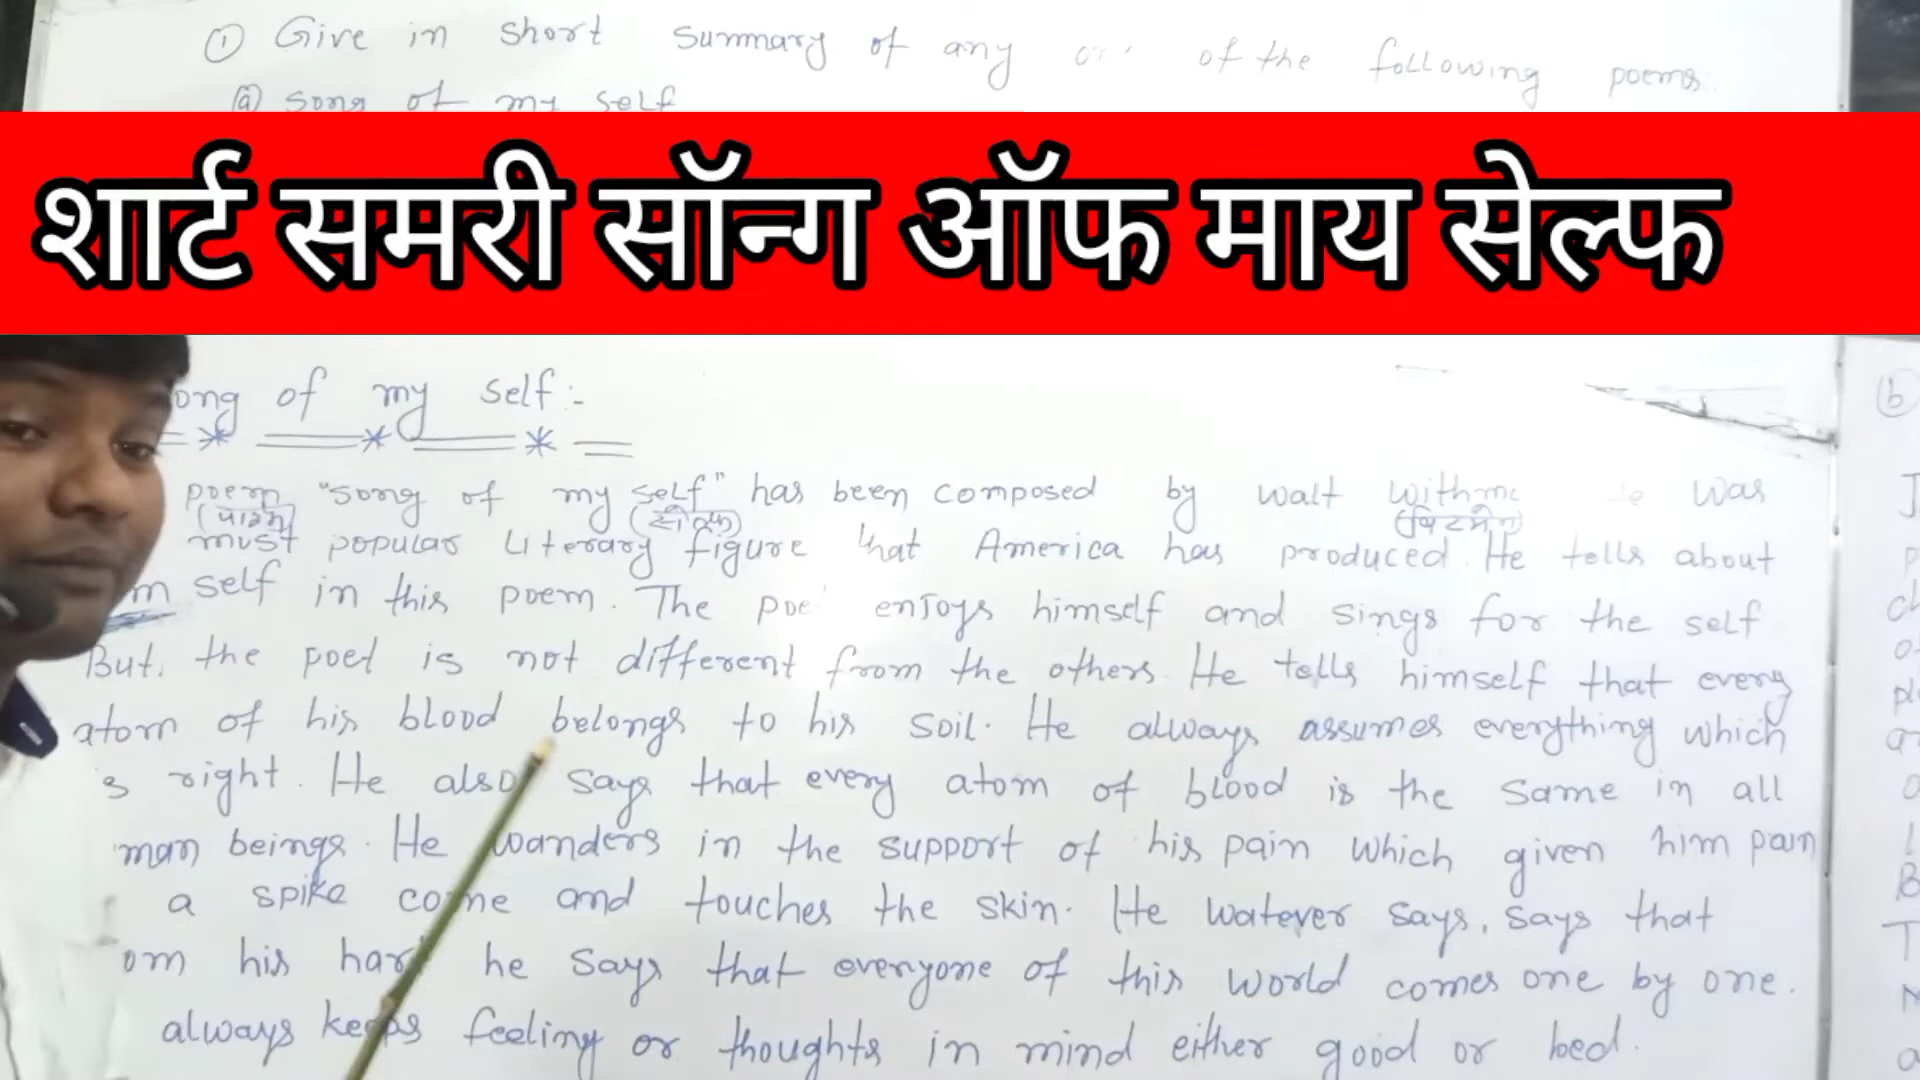 ① Give in short summary of any of the following poems.
ⓐ song of my self
शार्ट समरी सॉन्ग ऑफ माय सेल्फ
ong of my self :-
poem "song of my self" has been composed by walt withme was
(पोयम) (विटमेन)
must popular Literary figure that America has produced. He tells about
m self in this poem. The poe enjoys himself and sings for the self
But. the poet is not different from the others. He tells himself that every
atom of his blood belongs to his soil. He always assumes everything which
s right. He also says that every atom of blood is the same in all
man beings. He wanders in the support of his pain which given him pain
a spike come and touches the skin. He watever says, says that
om his hart he says that everyone of this world comes one by one.
always keeps feeling or thoughts in mind either good or bed.
ⓑ